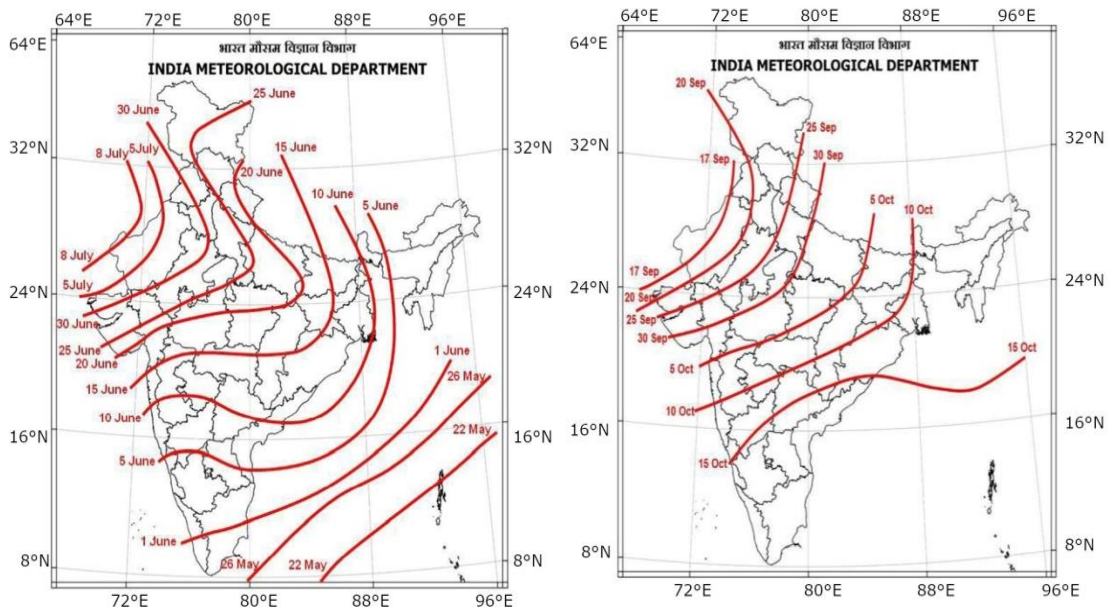 64°E 72°E 80°E 88°E 96°E
64°N
भारत मौसम विज्ञान विभाग
INDIA METEOROLOGICAL DEPARTMENT
25 June
30 June
32°N
32°N
8 July
5July
15 June
20 June
10 June
5 June
8 July
5July
24°N
24°N
30 June
25 June
20 June
1 June
15 June
26 May
10 June
16°N
22 May
16°N
5 June
1 June
8°N
26 May
22 May
8°N
72°E 80°E 88°E 96°E
64°E 72°E 80°E 88°E 96°E
64°N
भारत मौसम विज्ञान विभाग
INDIA METEOROLOGICAL DEPARTMENT
20 Sep
25 Sep
32°N
32°N
17 Sep
30 Sep
5 Oct
10 Oct
17 Sep
24°N
24°N
20 Sep
25 Sep
30 Sep
15 Oct
5 Oct
10 Oct
16°N
16°N
15 Oct
8°N
8°N
72°E 80°E 88°E 96°E